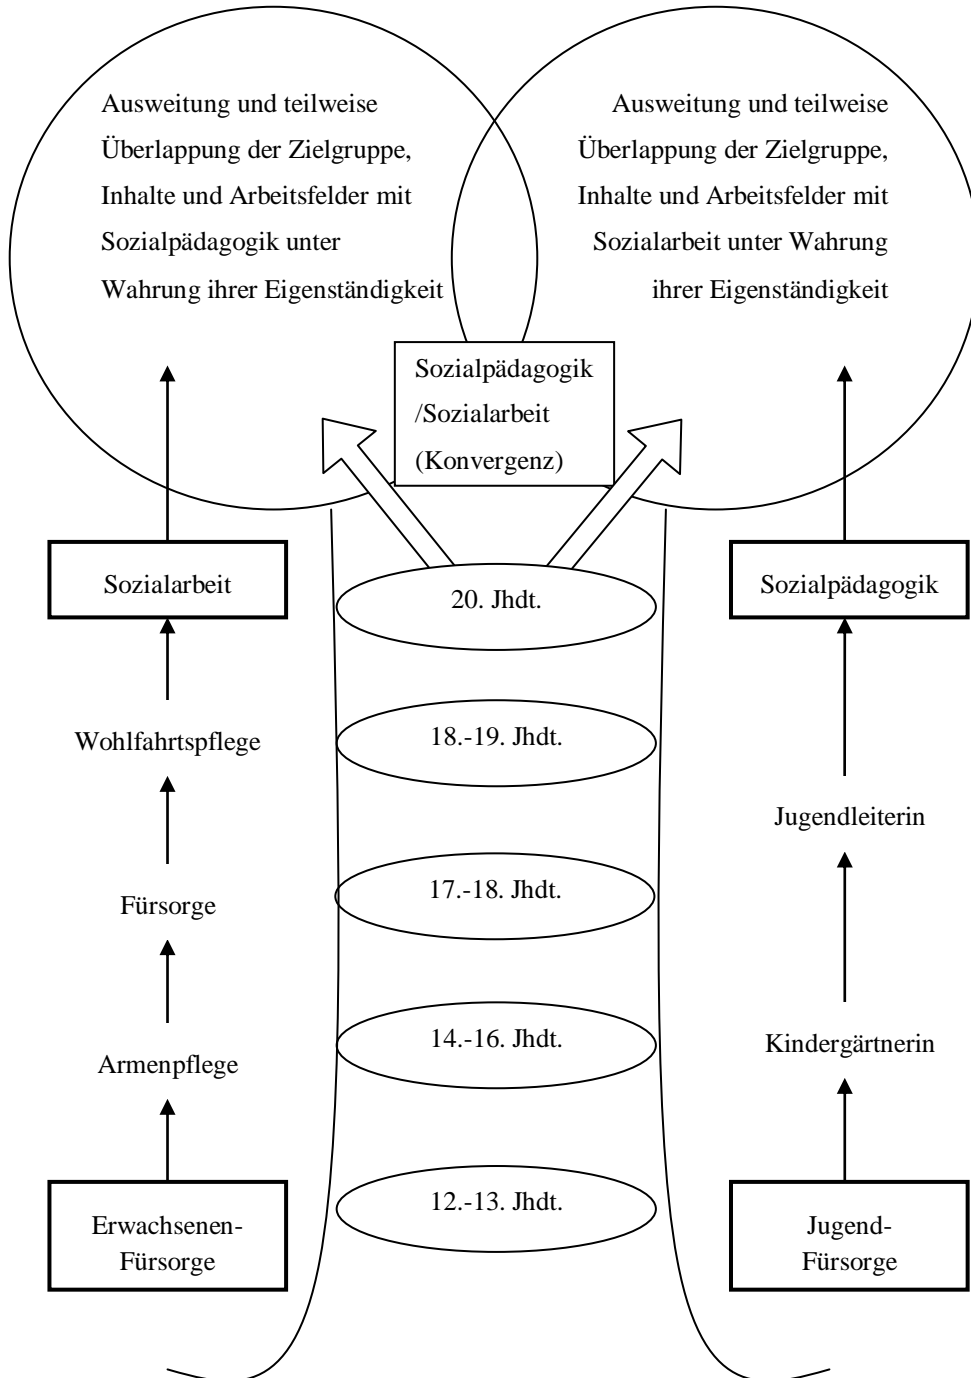 Ausweitung und teilweise
Überlappung der Zielgruppe,
Inhalte und Arbeitsfelder mit
Sozialpädagogik unter
Wahrung ihrer Eigenständigkeit
Ausweitung und teilweise
Überlappung der Zielgruppe,
Inhalte und Arbeitsfelder mit
Sozialarbeit unter Wahrung
ihrer Eigenständigkeit
Sozialpädagogik
/Sozialarbeit
(Konvergenz)
Sozialarbeit
20. Jhdt.
Sozialpädagogik
Wohlfahrtspflege
18.-19. Jhdt.
Jugendleiterin
Fürsorge
17.-18. Jhdt.
Armenpflege
14.-16. Jhdt.
Kindergärtnerin
Erwachsenen-
Fürsorge
12.-13. Jhdt.
Jugend-
Fürsorge